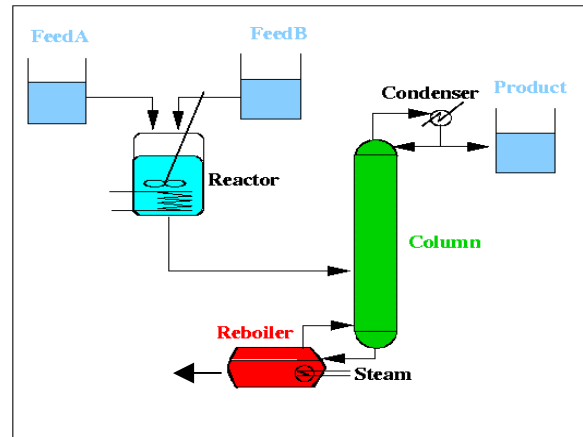 FeedA
FeedB
Condenser
Product
Reactor
Column
Reboiler
Steam